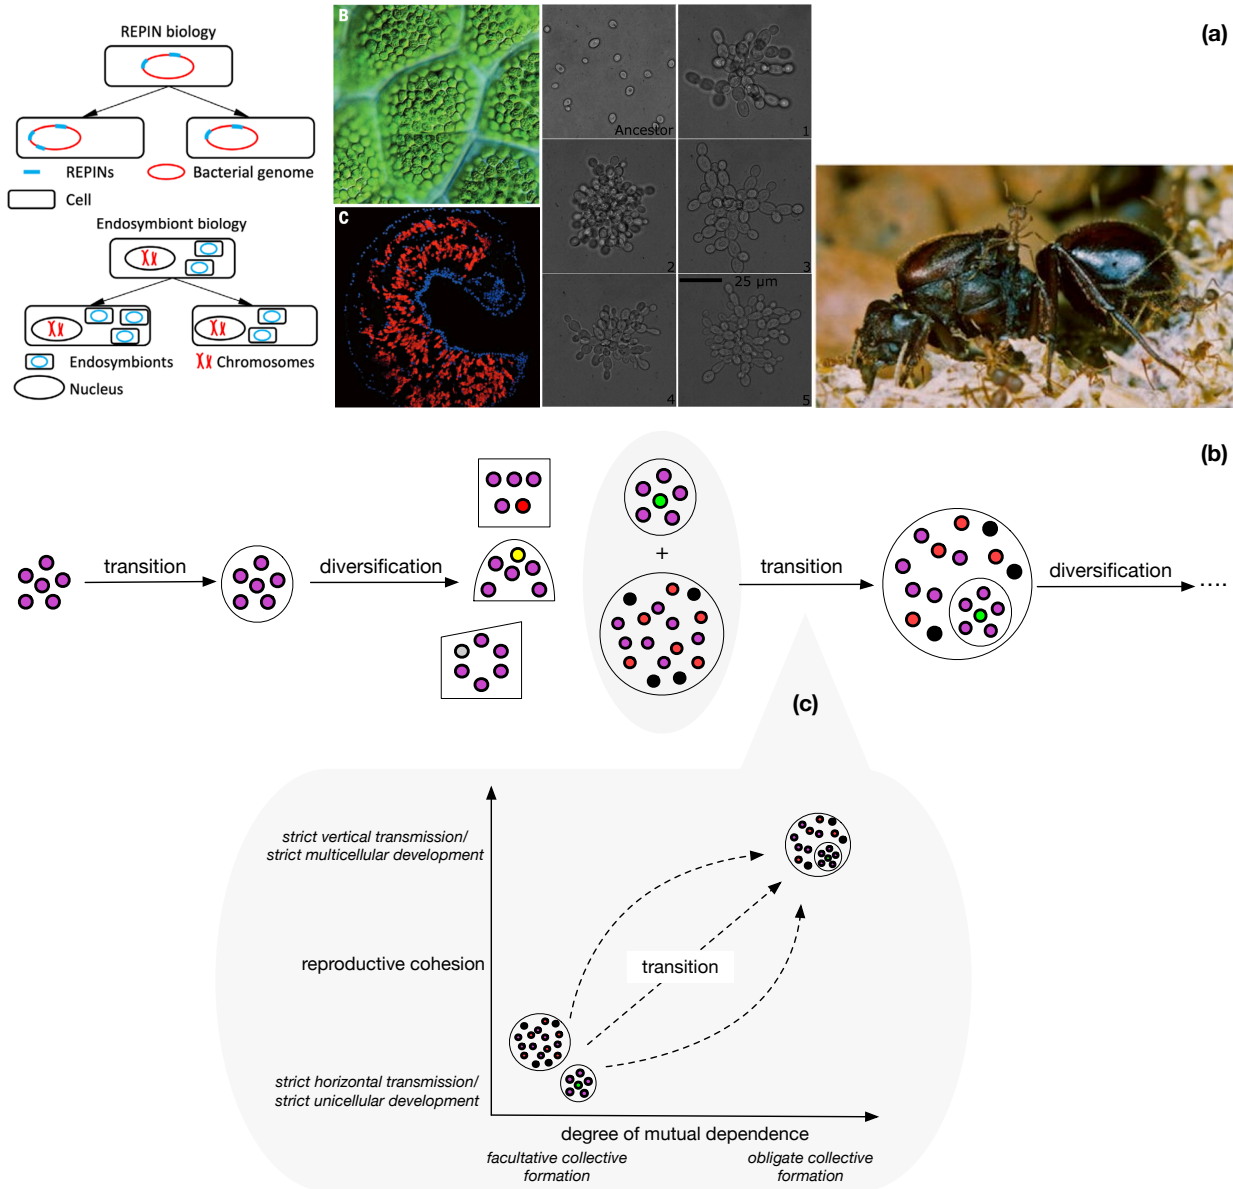 (a)
REPIN biology
REPINs
Bacterial genome
Cell
Endosymbiont biology
Endosymbionts
Chromosomes
Nucleus
B
C
Ancestor
1
2
3
25 µm
4
5
(b)
transition
diversification
+
transition
diversification
....
(c)
strict vertical transmission/
strict multicellular development
reproductive cohesion
transition
strict horizontal transmission/
strict unicellular development
degree of mutual dependence
facultative collective
formation
obligate collective
formation